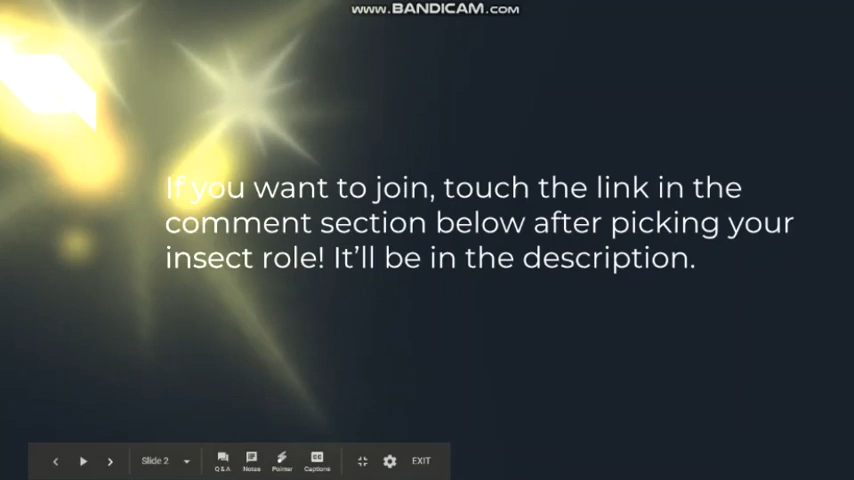 www.BANDICAM.com
If you want to join, touch the link in the
comment section below after picking your
insect role! It’ll be in the description.
Slide 2
Q&A Notes Pointer Captions
EXIT